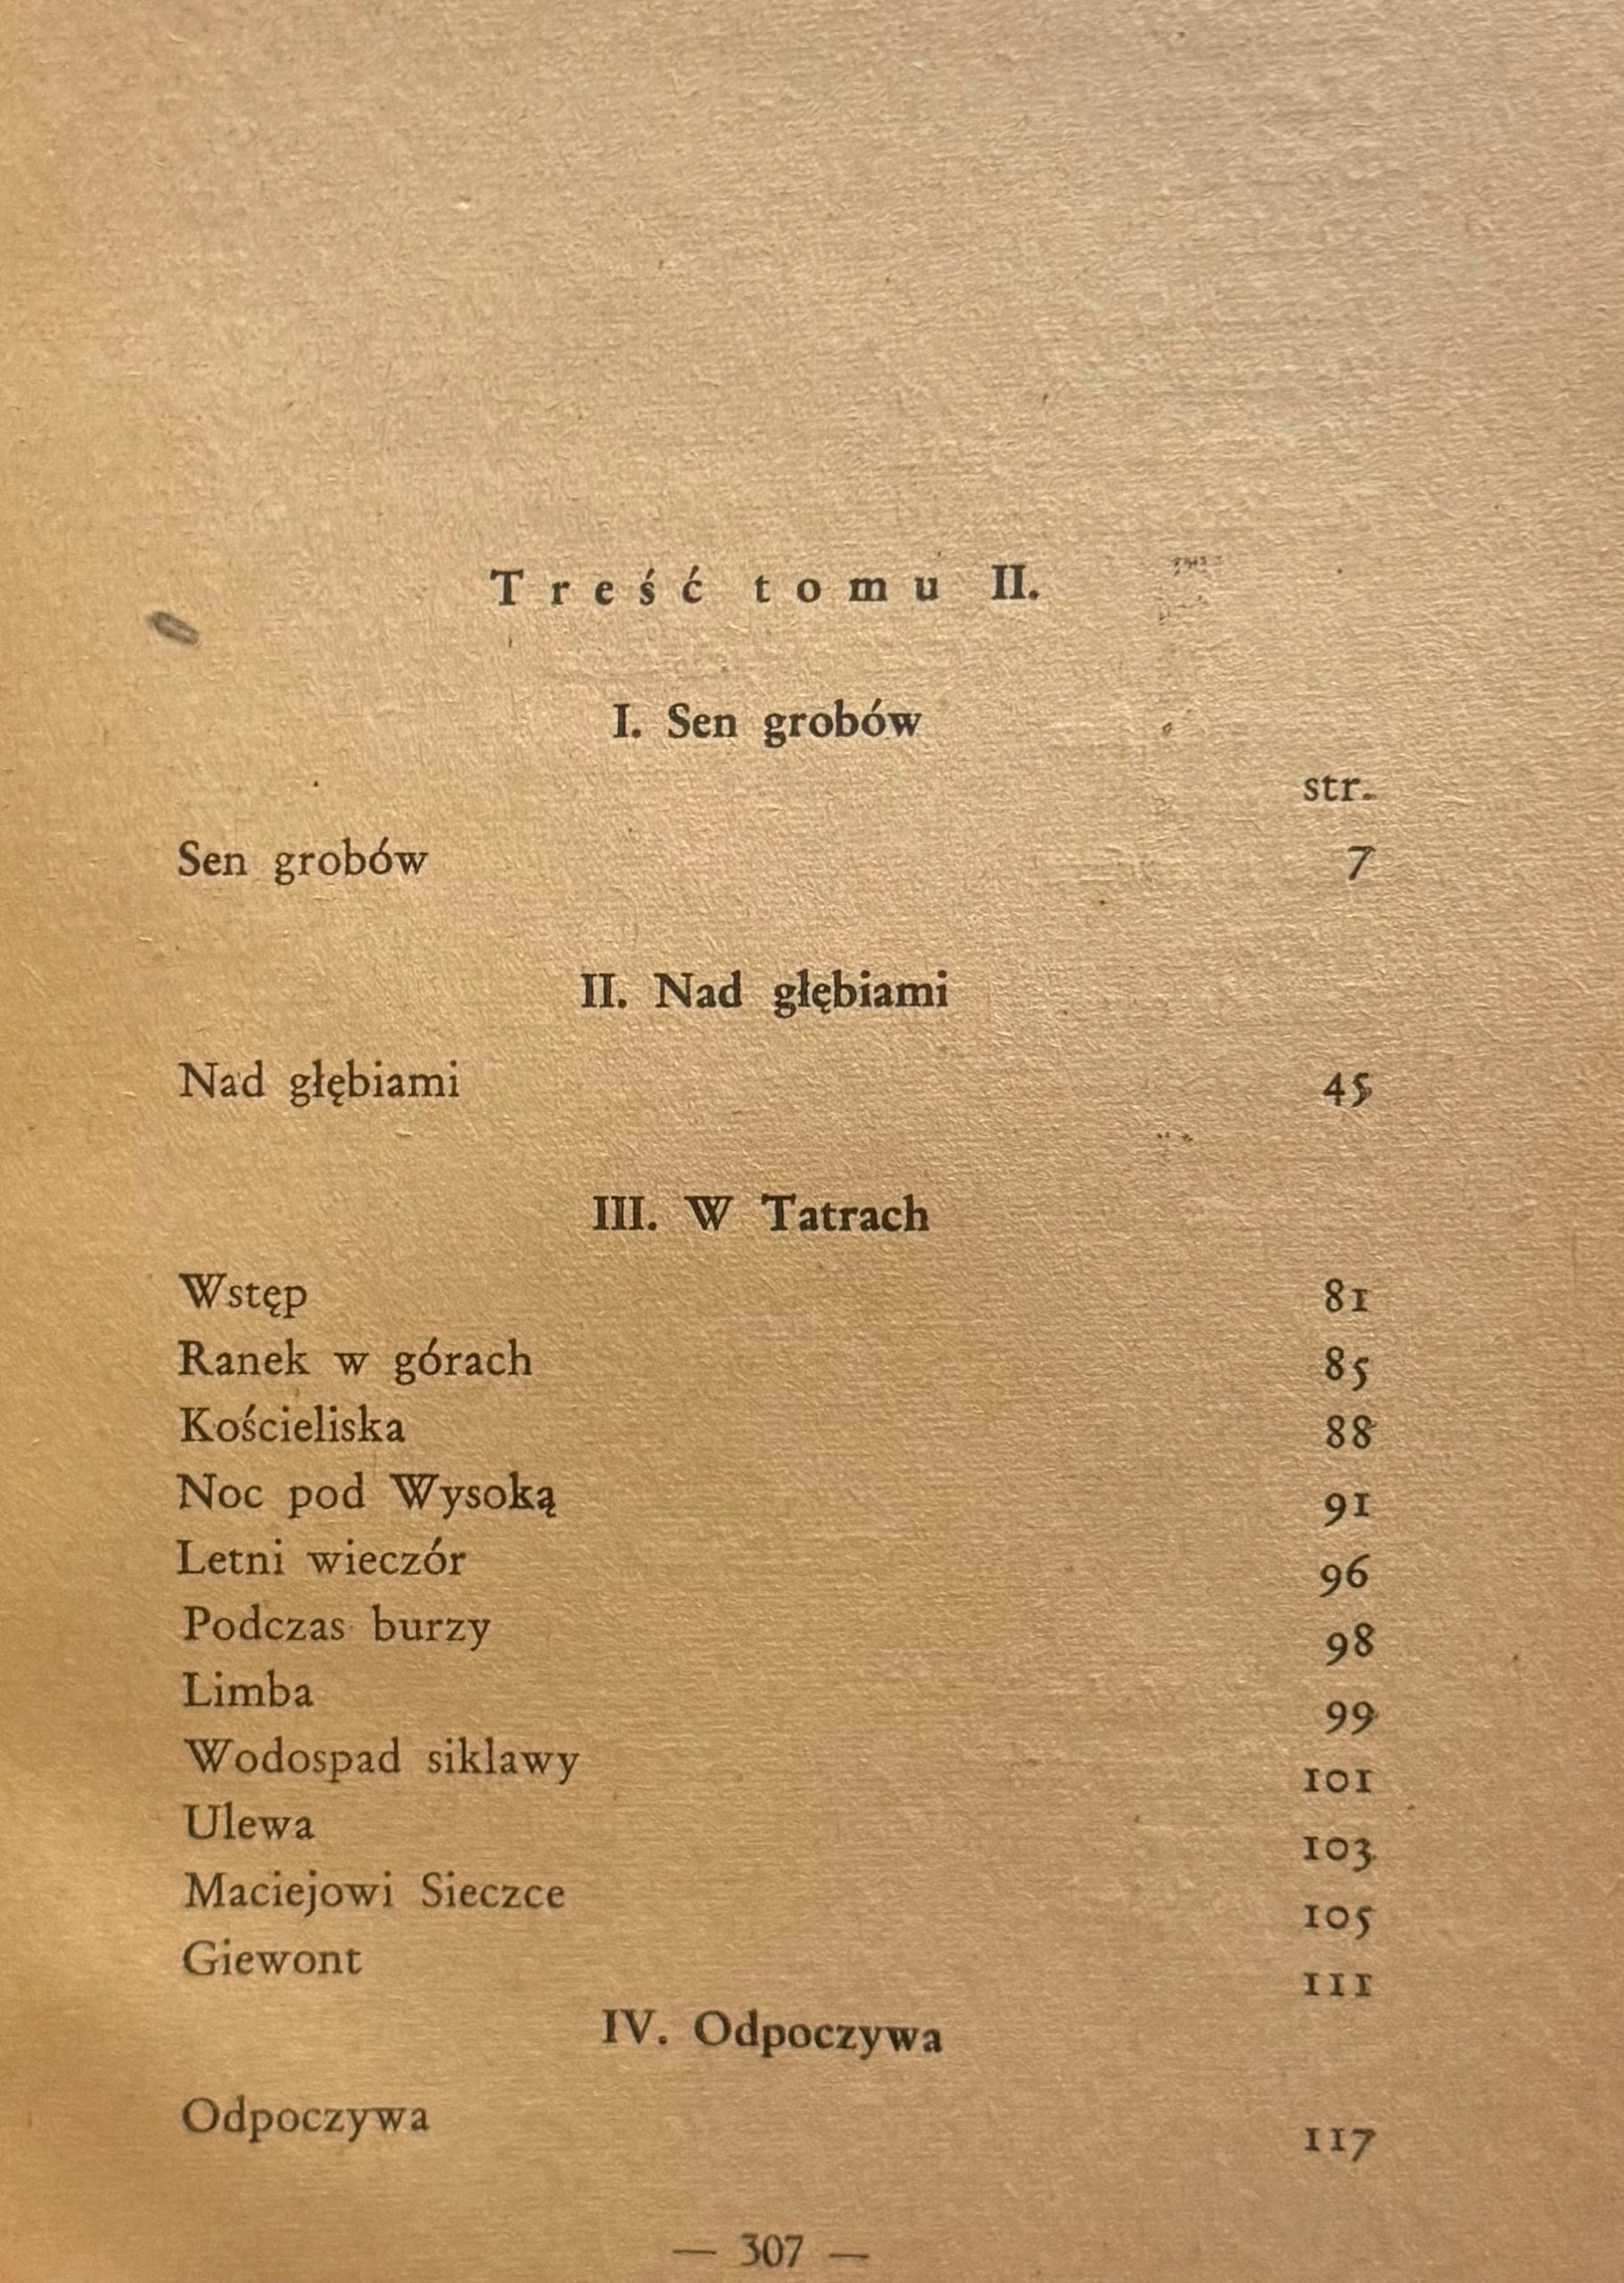 Treść tomu II.
I. Sen grobów
str.
Sen grobów 7
II. Nad głębiami
Nad głębiami 45
III. W Tatrach
Wstęp 81
Ranek w górach 85
Kościeliska 88
Noc pod Wysoką 91
Letni wieczór 96
Podczas burzy 98
Limba 99
Wodospad siklawy 101
Ulewa 103
Maciejowi Sieczce 105
Giewont 111
IV. Odpoczywa
Odpoczywa 117
— 307 —